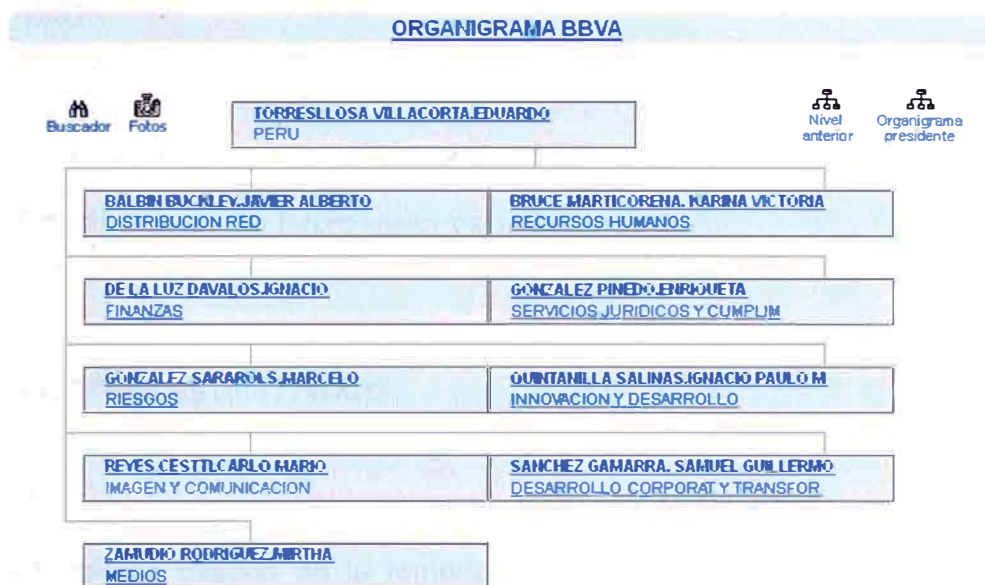 ORGANIGRAMA BBVA
Buscador
Fotos
TORRESLLOSA VILLACORTA,EDUARDO
PERU
Nivel
anterior
Organigrama
presidente
BALBIN BUCKLEY,JAVIER ALBERTO
DISTRIBUCION RED
BRUCE MARTICORENA, KARINA VICTORIA
RECURSOS HUMANOS
DE LA LUZ DAVALOS,IGNACIO
FINANZAS
GONZALEZ PINEDO,ENRIQUETA
SERVICIOS JURIDICOS Y CUMPLIM
GONZALEZ SARAROLS,MARCELO
RIESGOS
QUINTANILLA SALINAS,IGNACIO PAULO M
INNOVACION Y DESARROLLO
REYES CESTTI,CARLO MARIO
IMAGEN Y COMUNICACION
SANCHEZ GAMARRA, SAMUEL GUILLERMO
DESARROLLO CORPORAT Y TRANSFOR
ZAMUDIO RODRIGUEZ,MIRTHA
MEDIOS